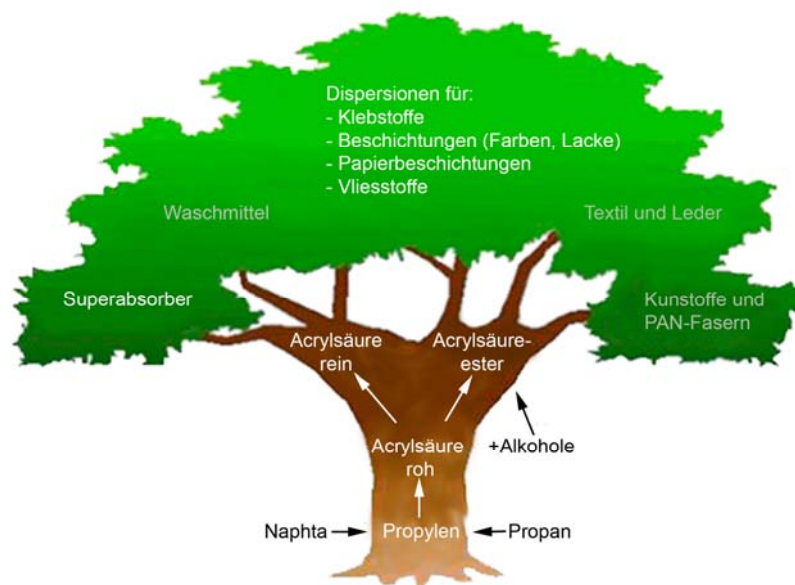 Dispersionen für:
- Klebstoffe
- Beschichtungen (Farben, Lacke)
- Papierbeschichtungen
- Vliesstoffe
Waschmittel
Textil und Leder
Superabsorber
Kunstoffe und
PAN-Fasern
Acrylsäure
rein
Acrylsäure-
ester
Acrylsäure
roh
+Alkohole
Naphta
Propylen
Propan